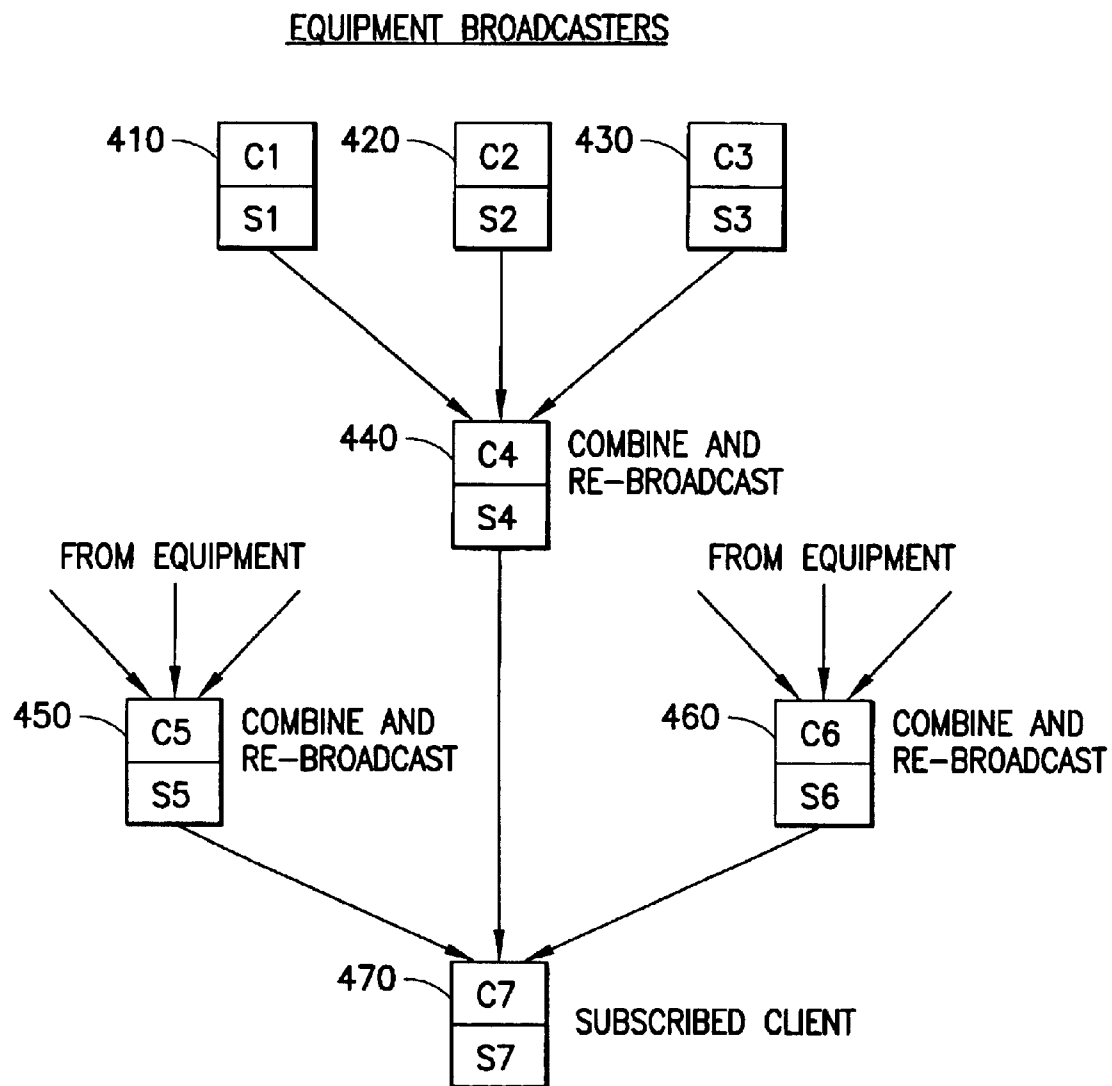 EQUIPMENT BROADCASTERS
410
C1
S1
420
C2
S2
430
C3
S3
440
C4
S4
COMBINE AND
RE-BROADCAST
FROM EQUIPMENT
450
C5
S5
COMBINE AND
RE-BROADCAST
FROM EQUIPMENT
460
C6
S6
COMBINE AND
RE-BROADCAST
470
C7
S7
SUBSCRIBED CLIENT